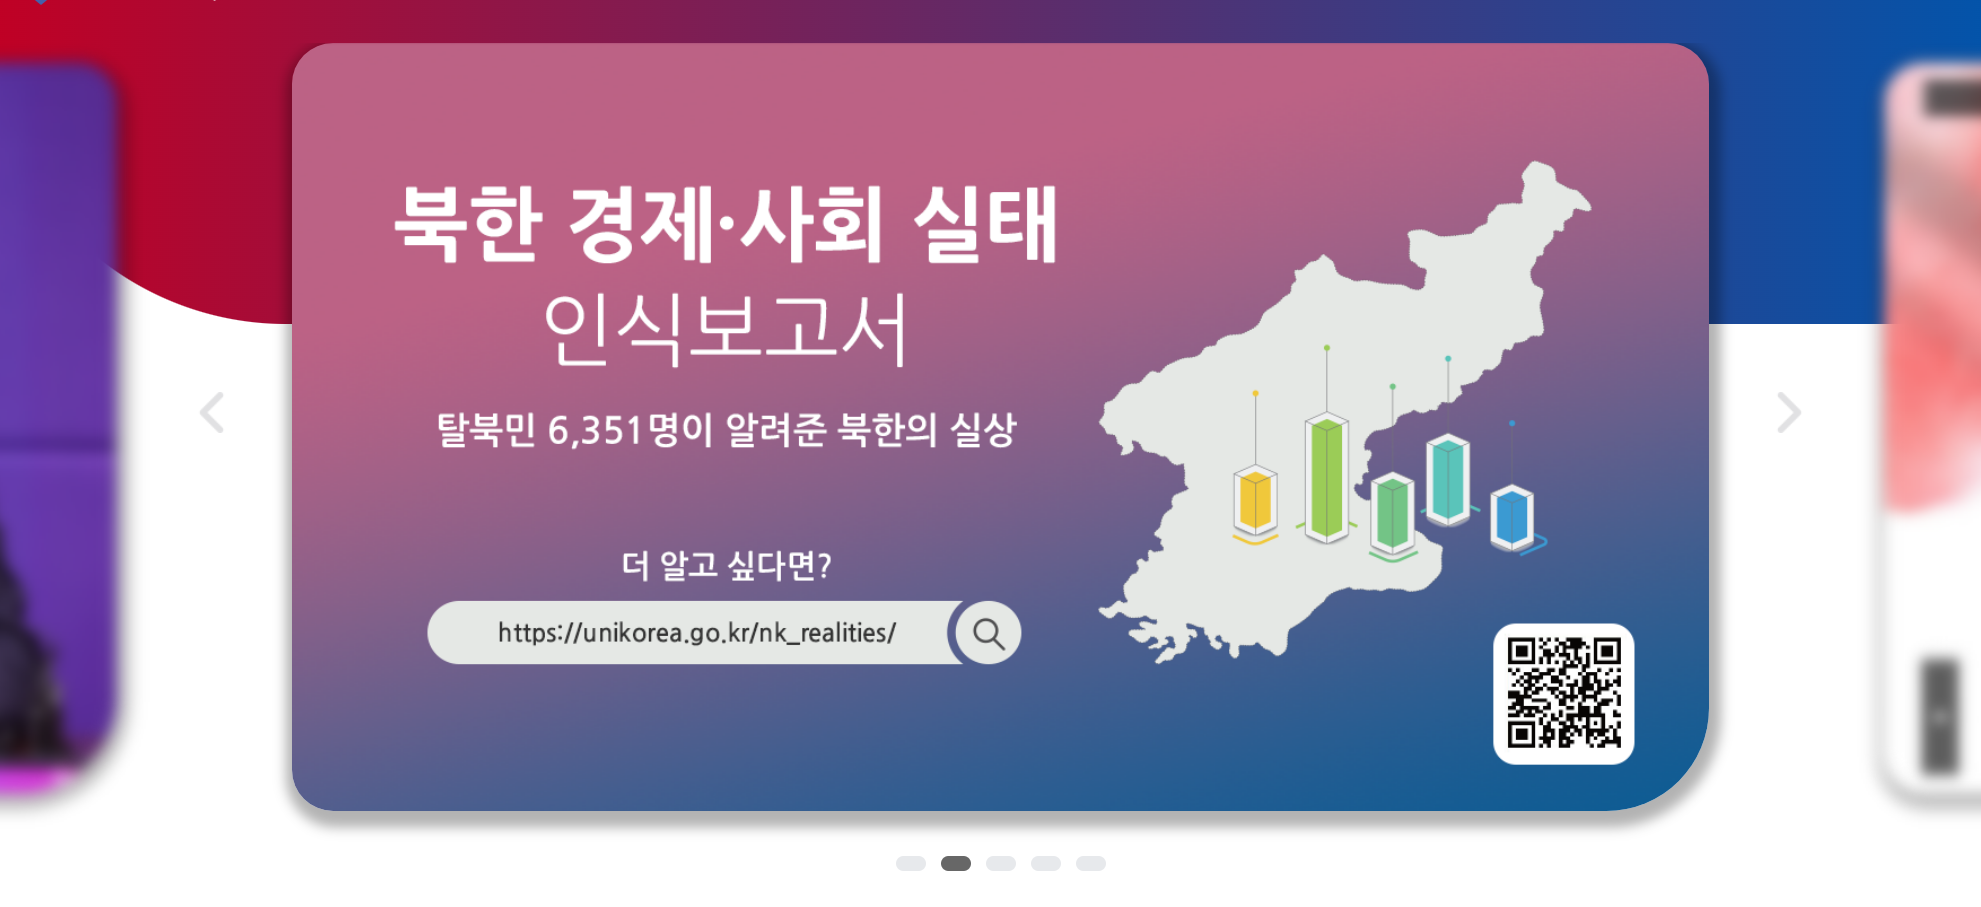 북한 경제·사회 실태
인식보고서
탈북민 6,351명이 알려준 북한의 실상
더 알고 싶다면?
https://unikorea.go.kr/nk_realities/